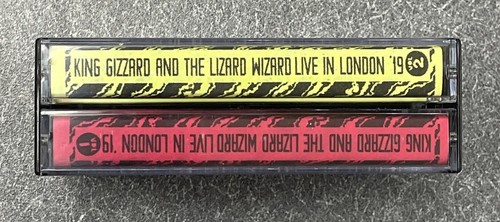 KING GIZZARD AND THE LIZARD WIZARD LIVE IN LONDON '19 2
KING GIZZARD AND THE LIZARD WIZARD LIVE IN LONDON '19 1